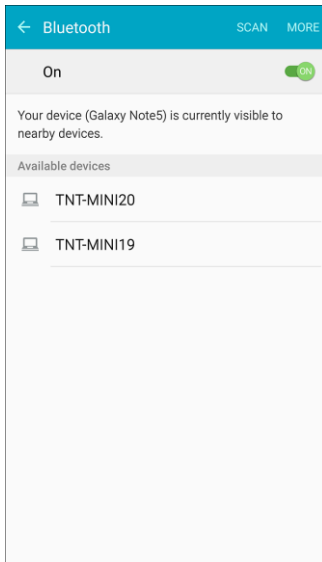 Bluetooth SCAN MORE
On ON
Your device (Galaxy Note5) is currently visible to
nearby devices.
Available devices
TNT-MINI20
TNT-MINI19